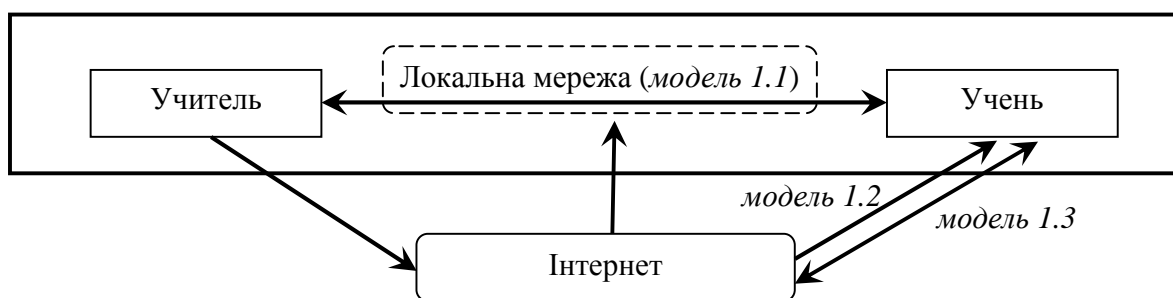 Локальна мережа (модель 1.1)
Учитель
Учень
модель 1.2
модель 1.3
Інтернет